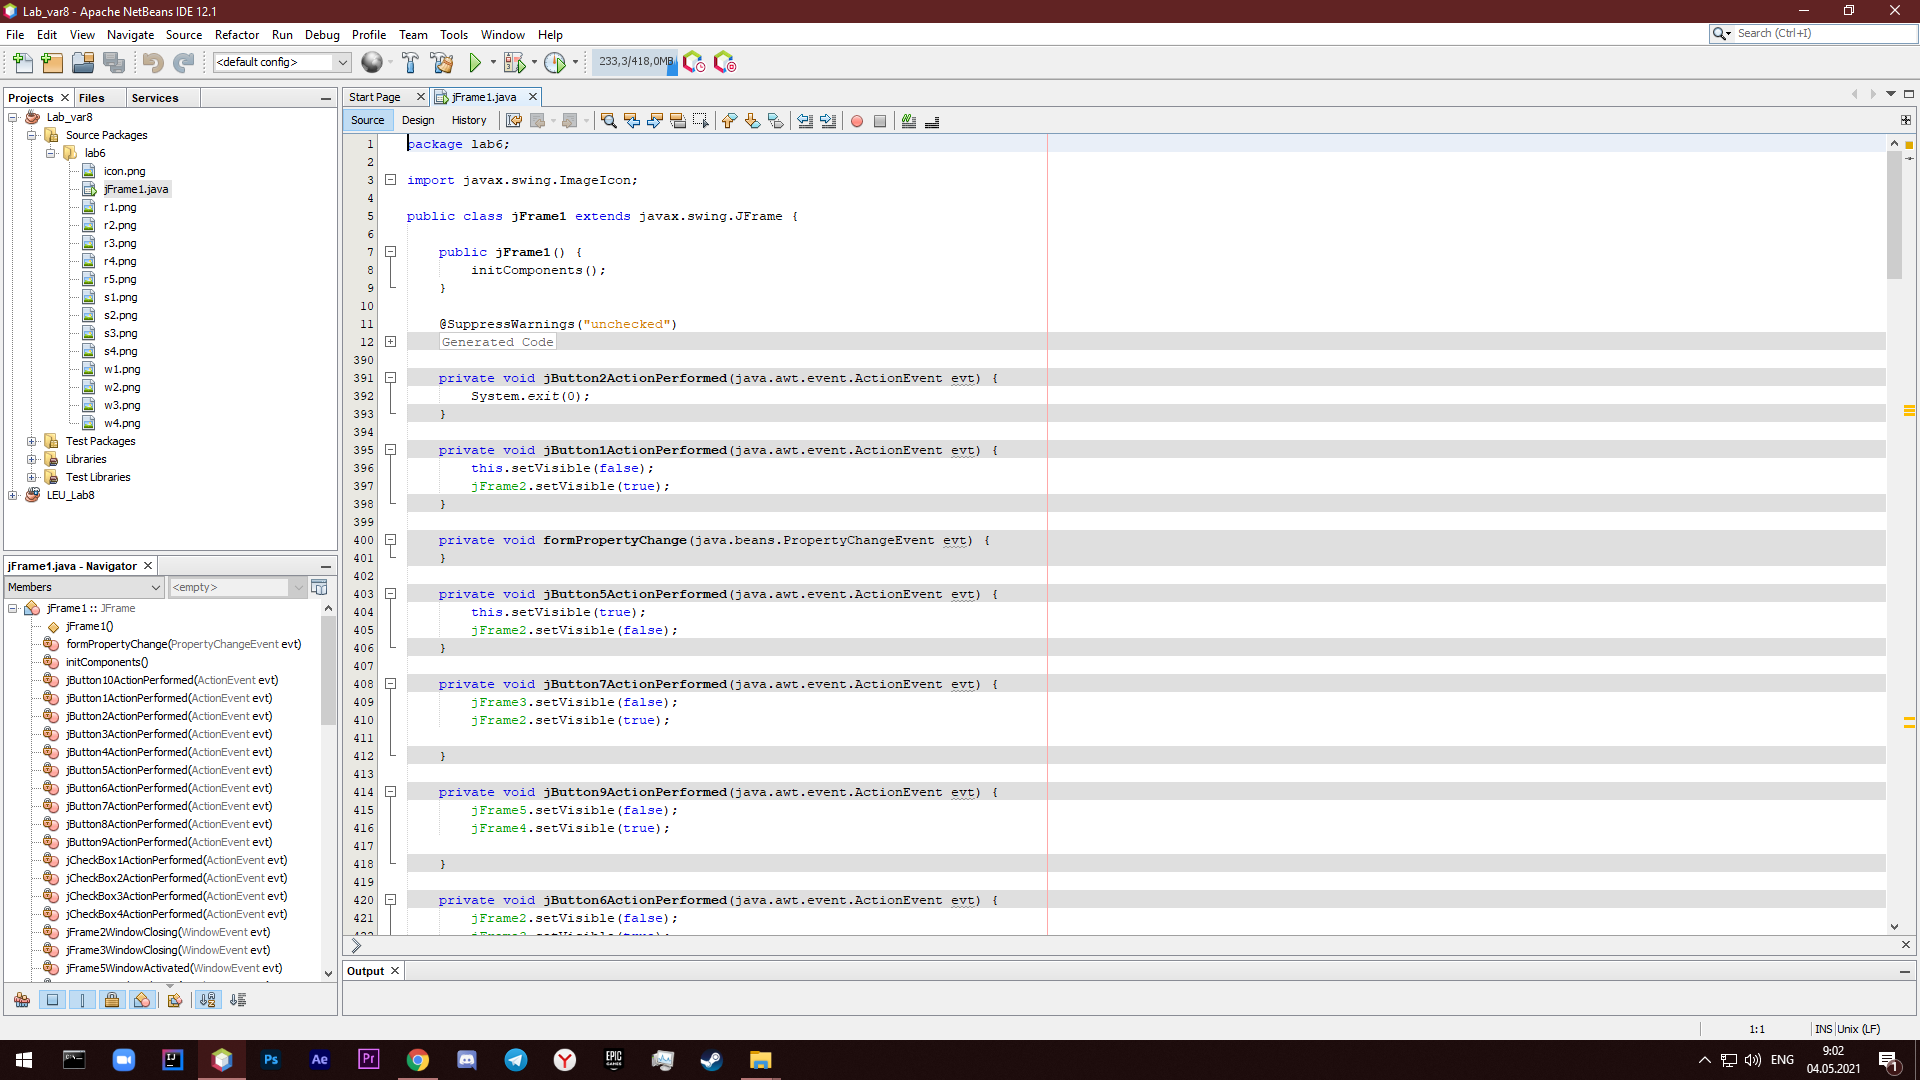 Lab_var8 - Apache NetBeans IDE 12.1
File Edit View Navigate Source Refactor Run Debug Profile Team Tools Window Help
Search (Ctrl+I)
<default config>
233,3/418,0MB
Projects Files Services
Lab_var8
Source Packages
lab6
icon.png
jFrame1.java
r1.png
r2.png
r3.png
r4.png
r5.png
s1.png
s2.png
s3.png
s4.png
w1.png
w2.png
w3.png
w4.png
Test Packages
Libraries
Test Libraries
LEU_Lab8
jFrame1.java - Navigator
Members <empty>
jFrame1 :: JFrame
jFrame1()
formPropertyChange(PropertyChangeEvent evt)
initComponents()
jButton10ActionPerformed(ActionEvent evt)
jButton1ActionPerformed(ActionEvent evt)
jButton2ActionPerformed(ActionEvent evt)
jButton3ActionPerformed(ActionEvent evt)
jButton4ActionPerformed(ActionEvent evt)
jButton5ActionPerformed(ActionEvent evt)
jButton6ActionPerformed(ActionEvent evt)
jButton7ActionPerformed(ActionEvent evt)
jButton8ActionPerformed(ActionEvent evt)
jButton9ActionPerformed(ActionEvent evt)
jCheckBox1ActionPerformed(ActionEvent evt)
jCheckBox2ActionPerformed(ActionEvent evt)
jCheckBox3ActionPerformed(ActionEvent evt)
jCheckBox4ActionPerformed(ActionEvent evt)
jFrame2WindowClosing(WindowEvent evt)
jFrame3WindowClosing(WindowEvent evt)
jFrame5WindowActivated(WindowEvent evt)
Start Page jFrame1.java
Source Design History
1 package lab6;
2
3 import javax.swing.ImageIcon;
4
5 public class jFrame1 extends javax.swing.JFrame {
6
7 public jFrame1() {
8 initComponents();
9 }
10
11 @SuppressWarnings("unchecked")
12 Generated Code
390
391 private void jButton2ActionPerformed(java.awt.event.ActionEvent evt) {
392 System.exit(0);
393 }
394
395 private void jButton1ActionPerformed(java.awt.event.ActionEvent evt) {
396 this.setVisible(false);
397 jFrame2.setVisible(true);
398 }
399
400 private void formPropertyChange(java.beans.PropertyChangeEvent evt) {
401 }
402
403 private void jButton5ActionPerformed(java.awt.event.ActionEvent evt) {
404 this.setVisible(true);
405 jFrame2.setVisible(false);
406 }
407
408 private void jButton7ActionPerformed(java.awt.event.ActionEvent evt) {
409 jFrame3.setVisible(false);
410 jFrame2.setVisible(true);
411
412 }
413
414 private void jButton9ActionPerformed(java.awt.event.ActionEvent evt) {
415 jFrame5.setVisible(false);
416 jFrame4.setVisible(true);
417
418 }
419
420 private void jButton6ActionPerformed(java.awt.event.ActionEvent evt) {
421 jFrame2.setVisible(false);
Output
1:1 INS Unix (LF)
Ps Ae Pr
EPIC GAMES
ENG
9:02
04.05.2021
1